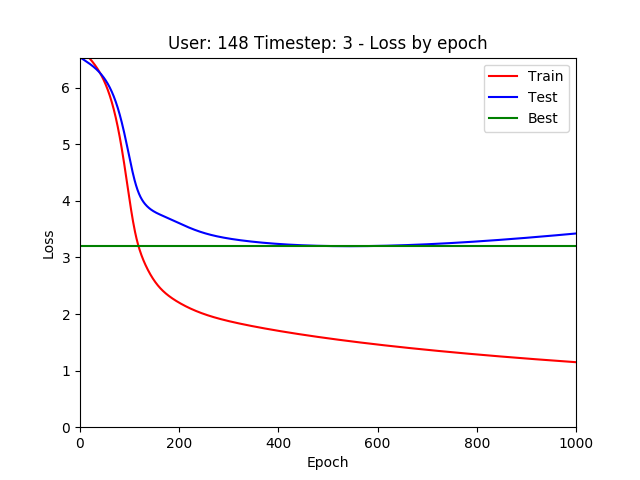 User: 148 Timestep: 3 - Loss by epoch
Train
Test
Best
Loss
6
5
4
3
2
1
0
0 200 400 600 800 1000
Epoch